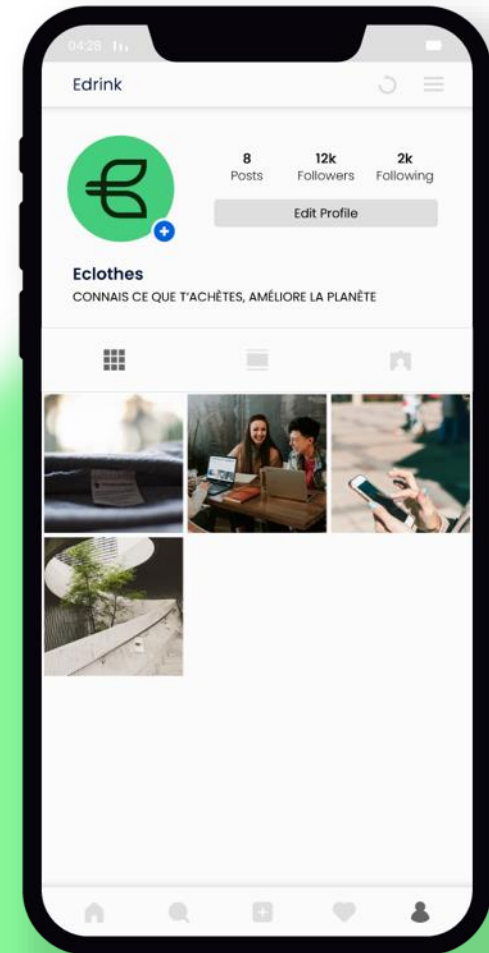 04:28
Edrink
8 12k 2k
Posts Followers Following
Edit Profile
Eclothes
CONNAIS CE QUE T'ACHÈTES, AMÉLIORE LA PLANÈTE